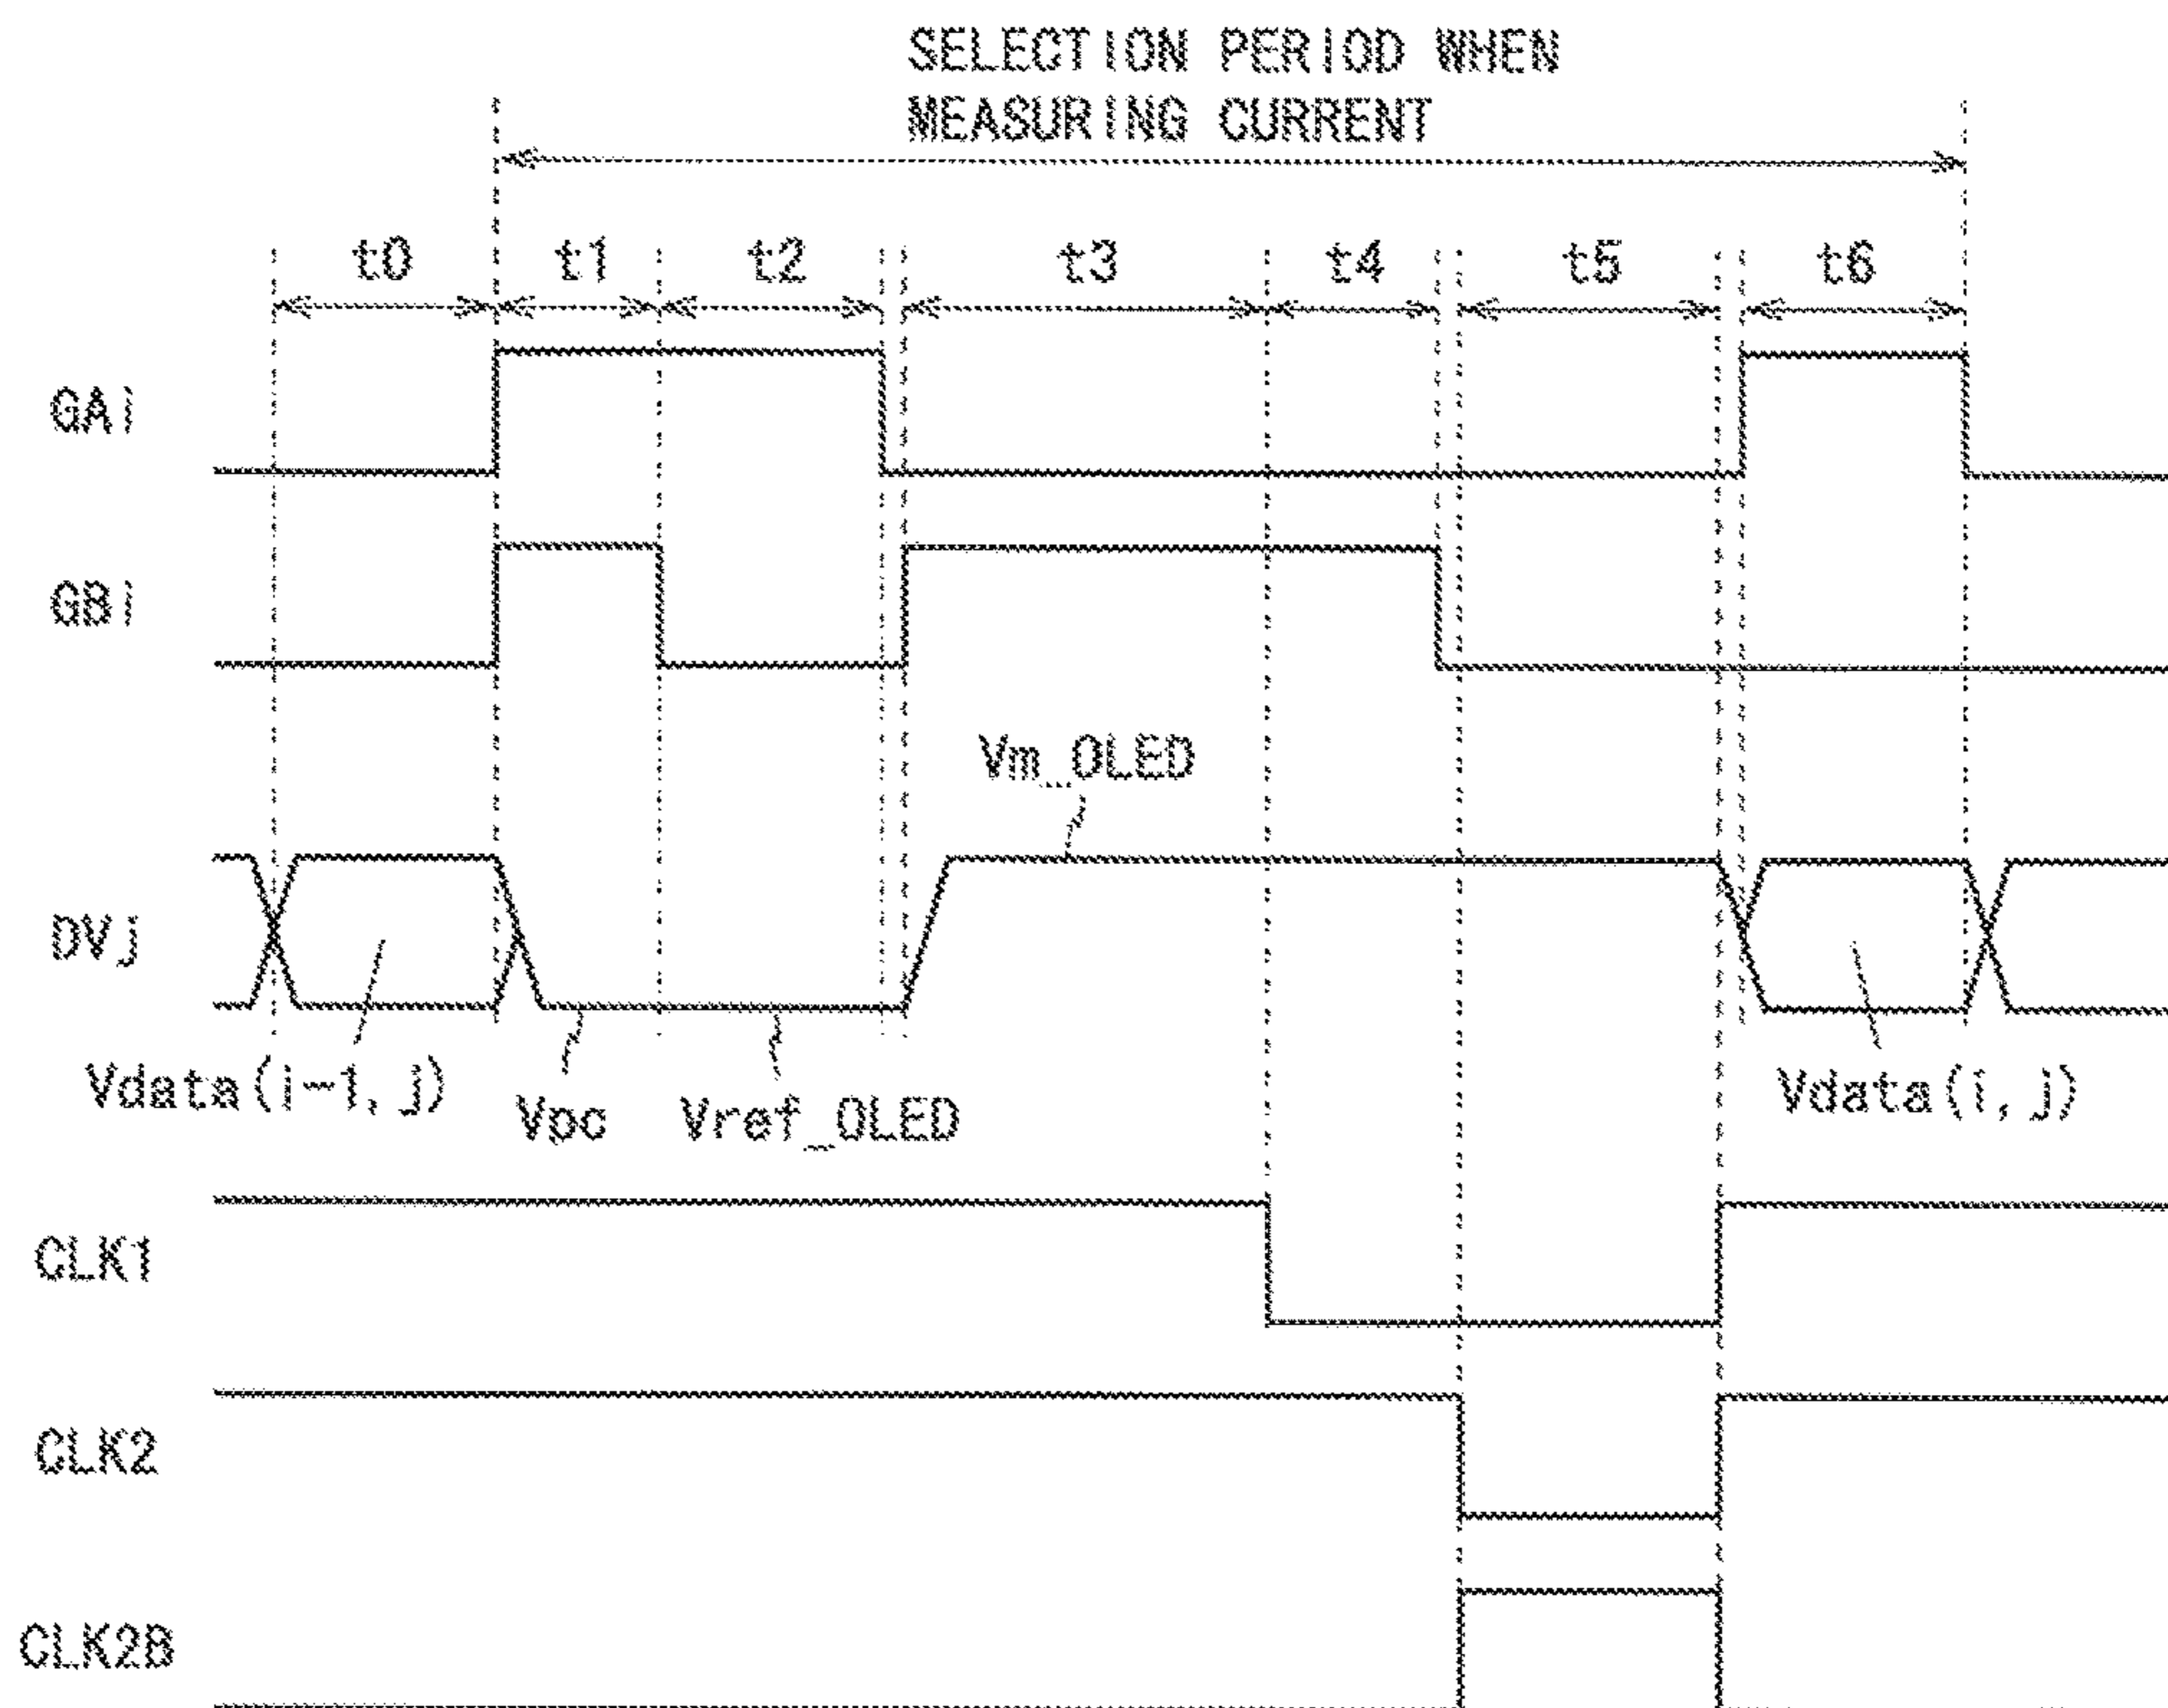 SELECTION PERIOD WHEN
MEASURING CURRENT
t0 t1 t2 t3 t4 t5 t6
GAi
GBi
Vm_OLED
DVj
Vdata(i-1, j) Vpc Vref_OLED Vdata(i, j)
CLK1
CLK2
CLK2B